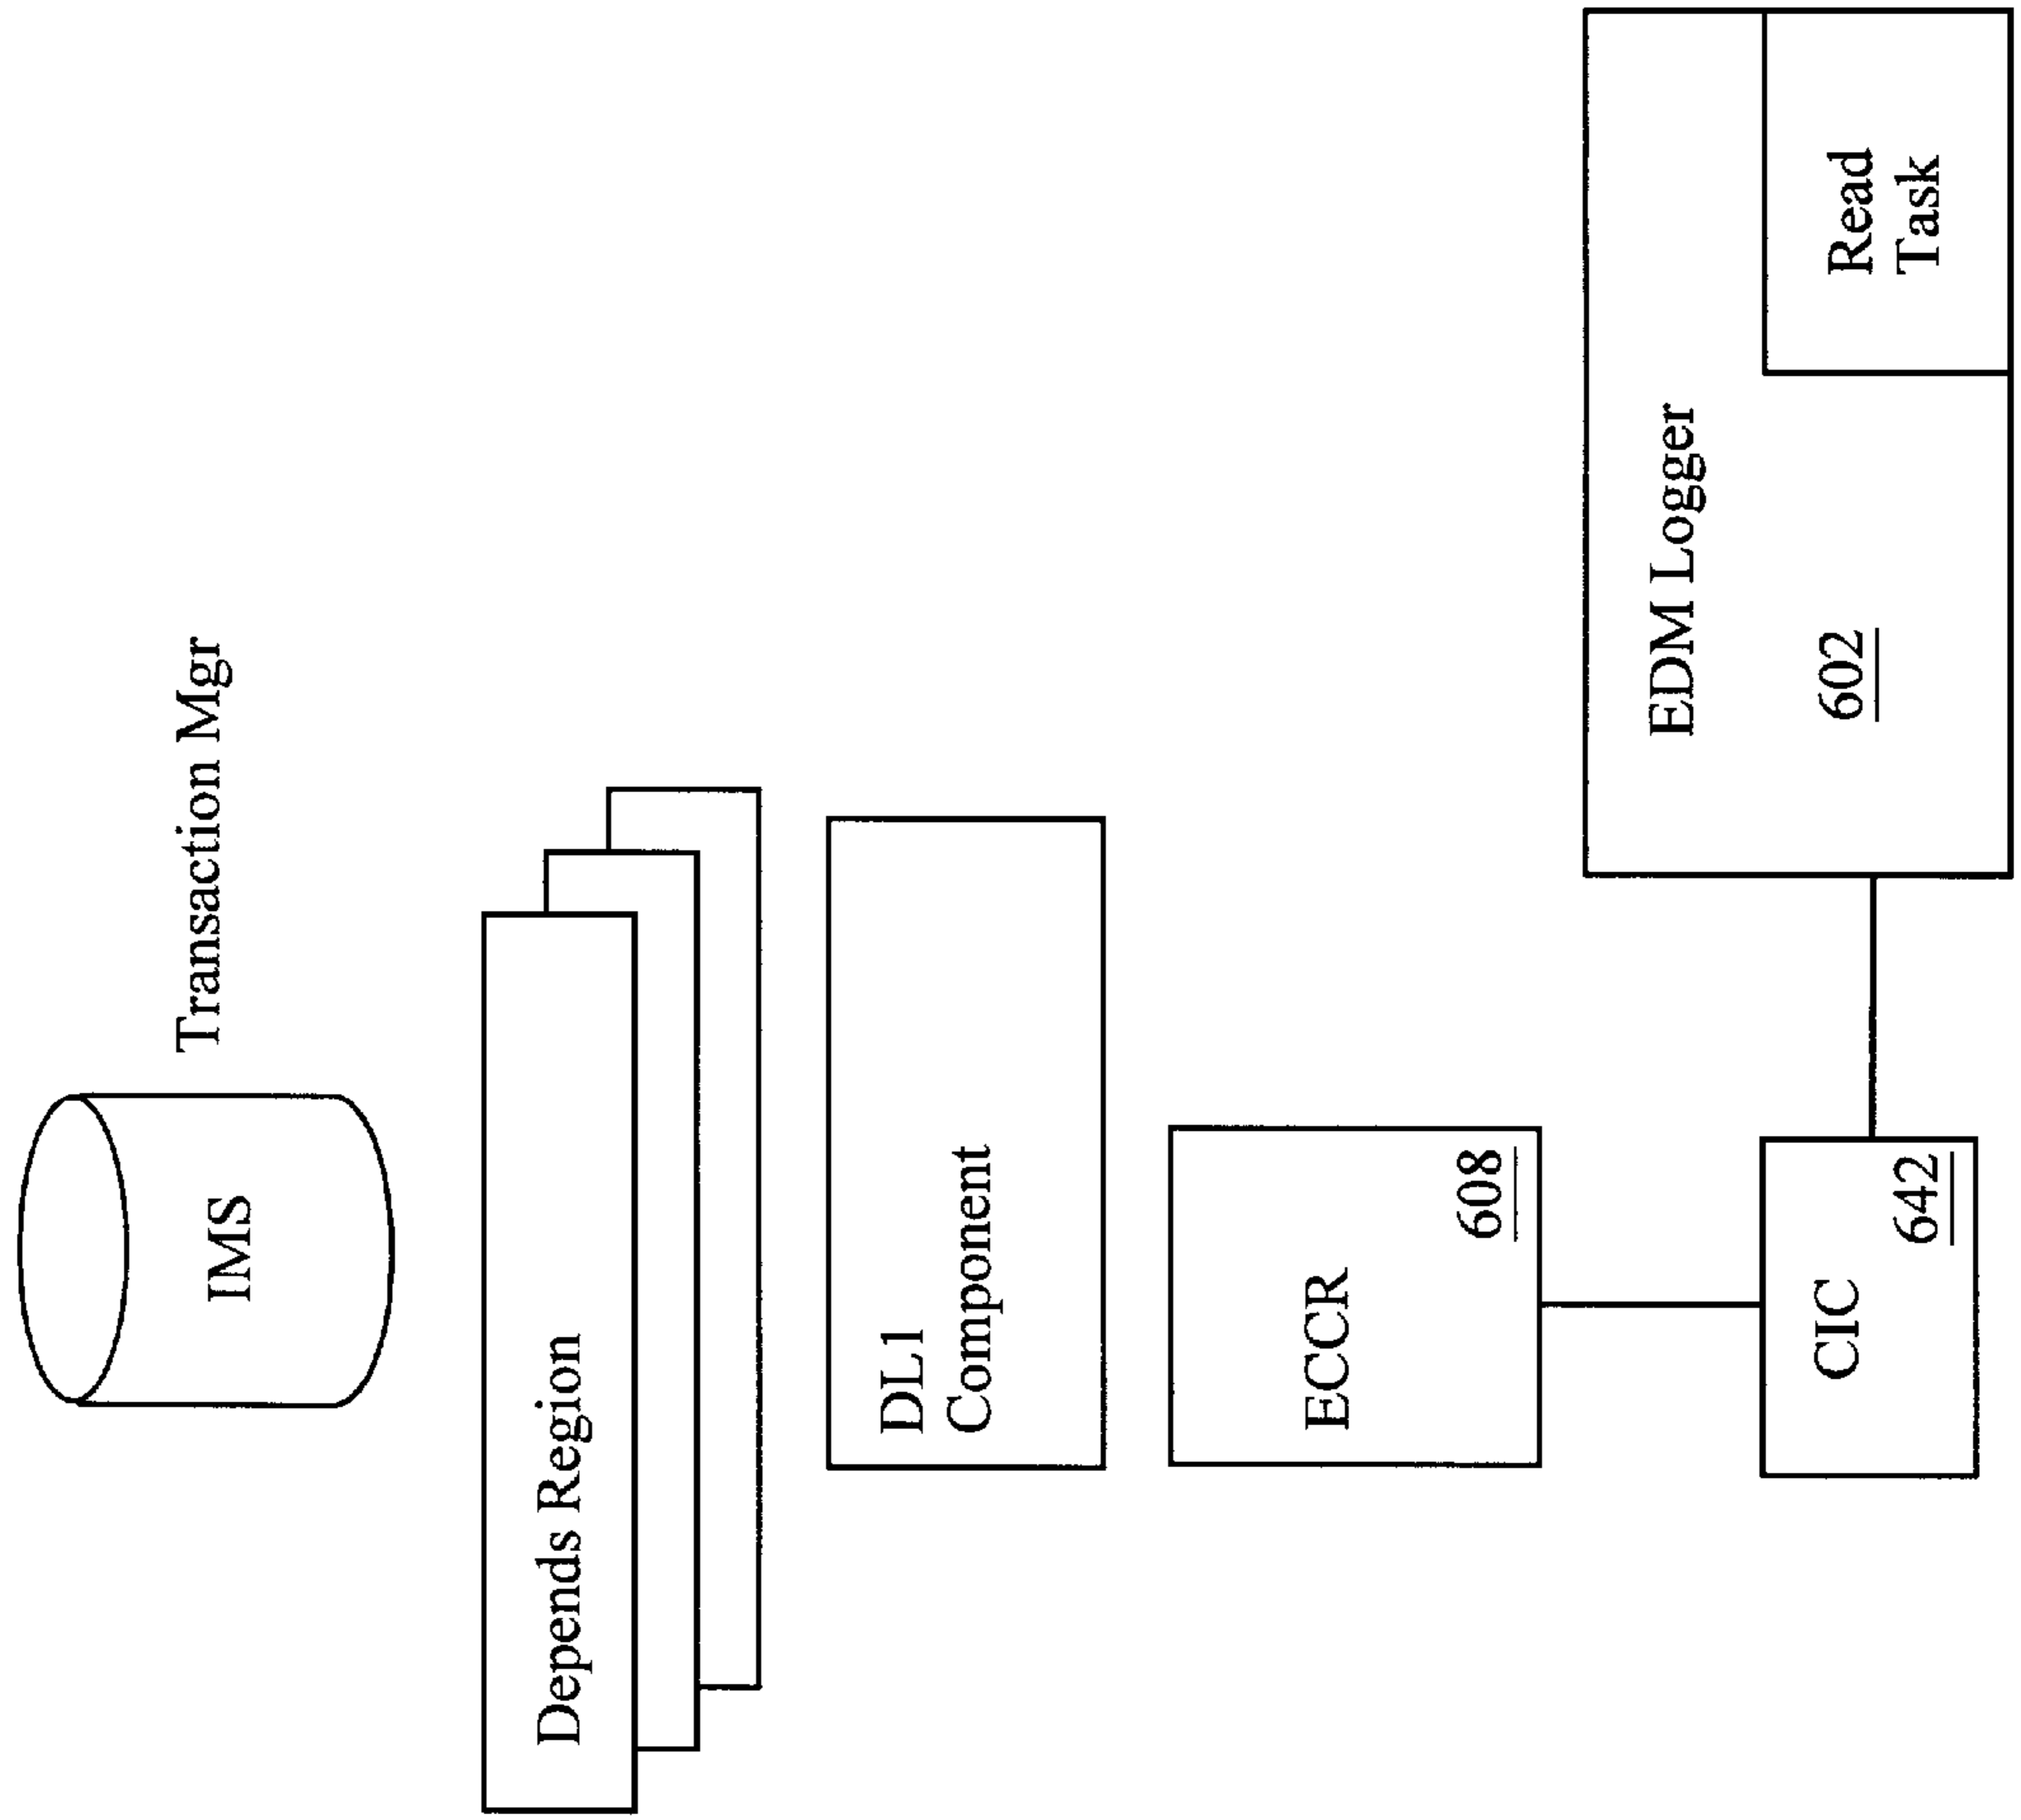 IMS
Transaction Mgr
Depends Region
DL1
Component
ECCR
608
CIC
642
EDM Logger
602
Read
Task